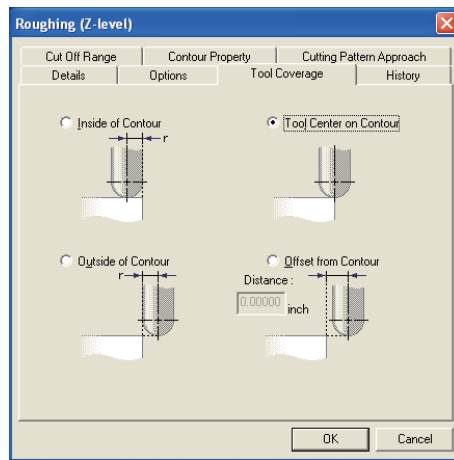 Roughing (Z-level)
Cut Off Range Contour Property Cutting Pattern Approach
Details Options Tool Coverage History
Inside of Contour Tool Center on Contour
r
Outside of Contour Offset from Contour
r Distance :
0.00000 inch
OK Cancel